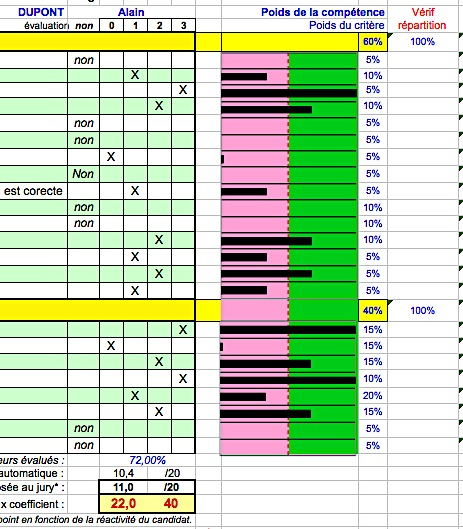 DUPONT Alain Poids de la compétence Vérif
évaluation non 0 1 2 3 Poids du critère répartition
60% 100%
non 5%
X 10%
X 5%
X 10%
non 5%
non 5%
X 5%
Non 5%
est corecte X 5%
non 10%
non 10%
X 10%
X 5%
X 5%
X 5%
40% 100%
X 15%
X 15%
X 15%
X 10%
X 20%
X 15%
non 5%
non 5%
eurs évalués : 72,00%
automatique : 10,4 /20
sée au jury* : 11,0 /20
x coefficient : 22,0 40
point en fonction de la réactivité du candidat.